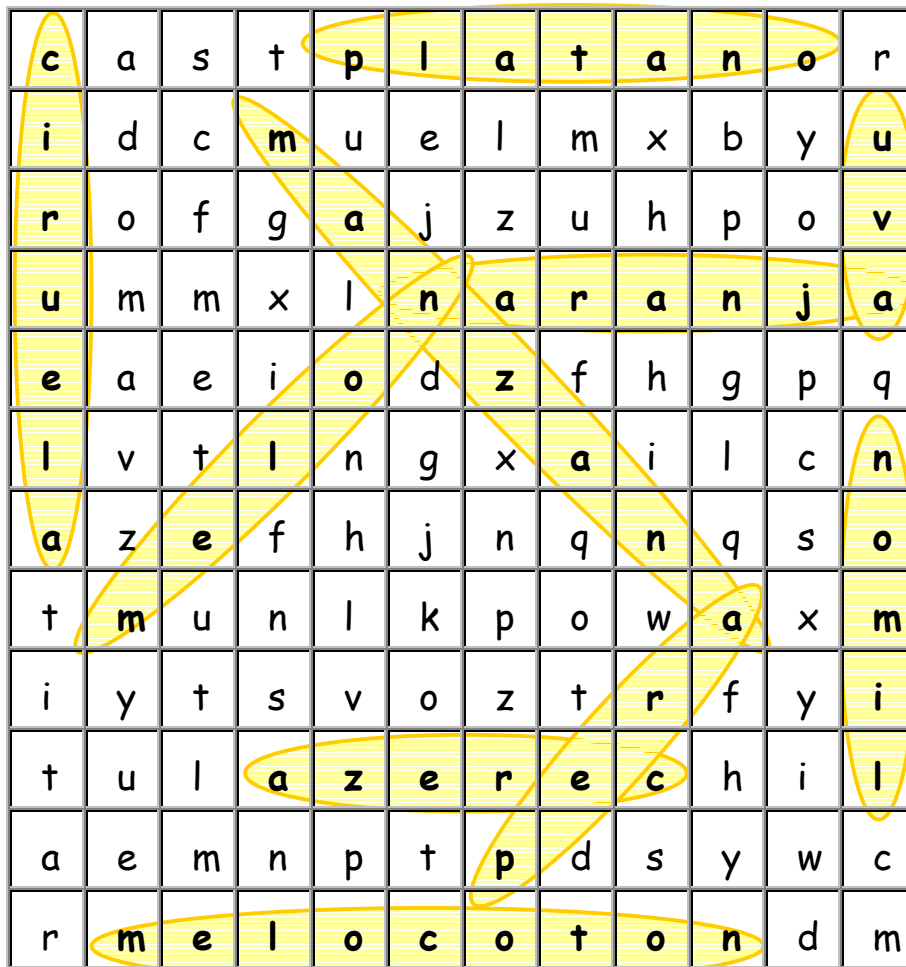 c a s t p l a t a n o r
i d c m u e l m x b y u
r o f g a j z u h p o v
u m m x l n a r a n j a
e a e i o d z f h g p q
l v t l n g x a i l c n
a z e f h j n q n q s o
t m u n l k p o w a x m
i y t s v o z t r f y i
t u l a z e r e c h i l
a e m n p t p d s y w c
r m e l o c o t o n d m